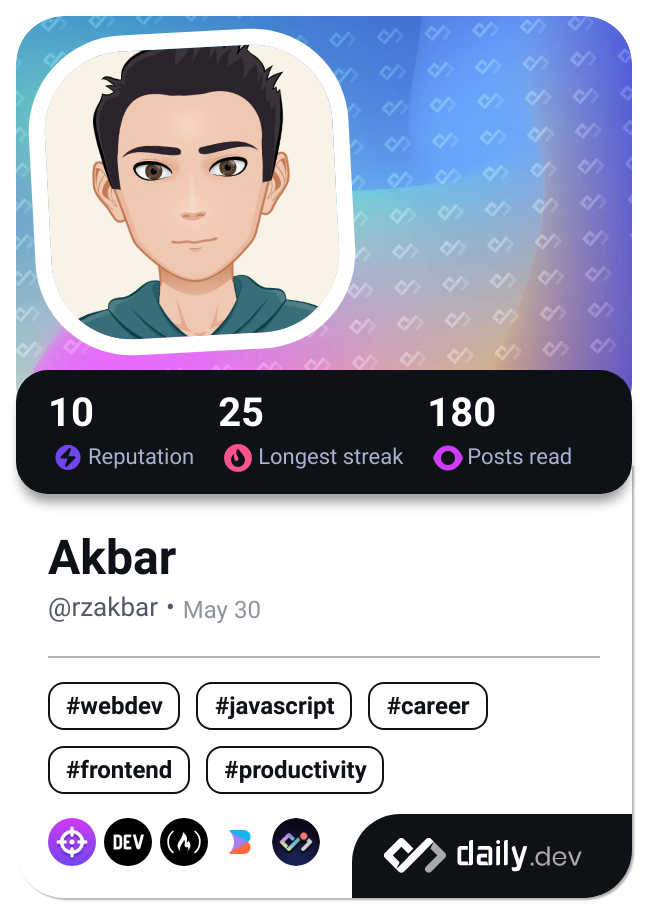 10 25 180
Reputation Longest streak Posts read
Akbar
@rzakbar • May 30
#webdev #javascript #career
#frontend #productivity
DEV
daily.dev